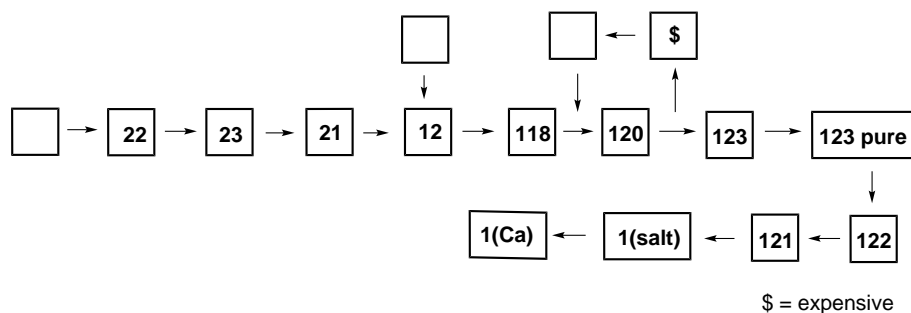 $
22 23 21 12 118 120 123 123 pure
1(Ca) 1(salt) 121 122
$ = expensive